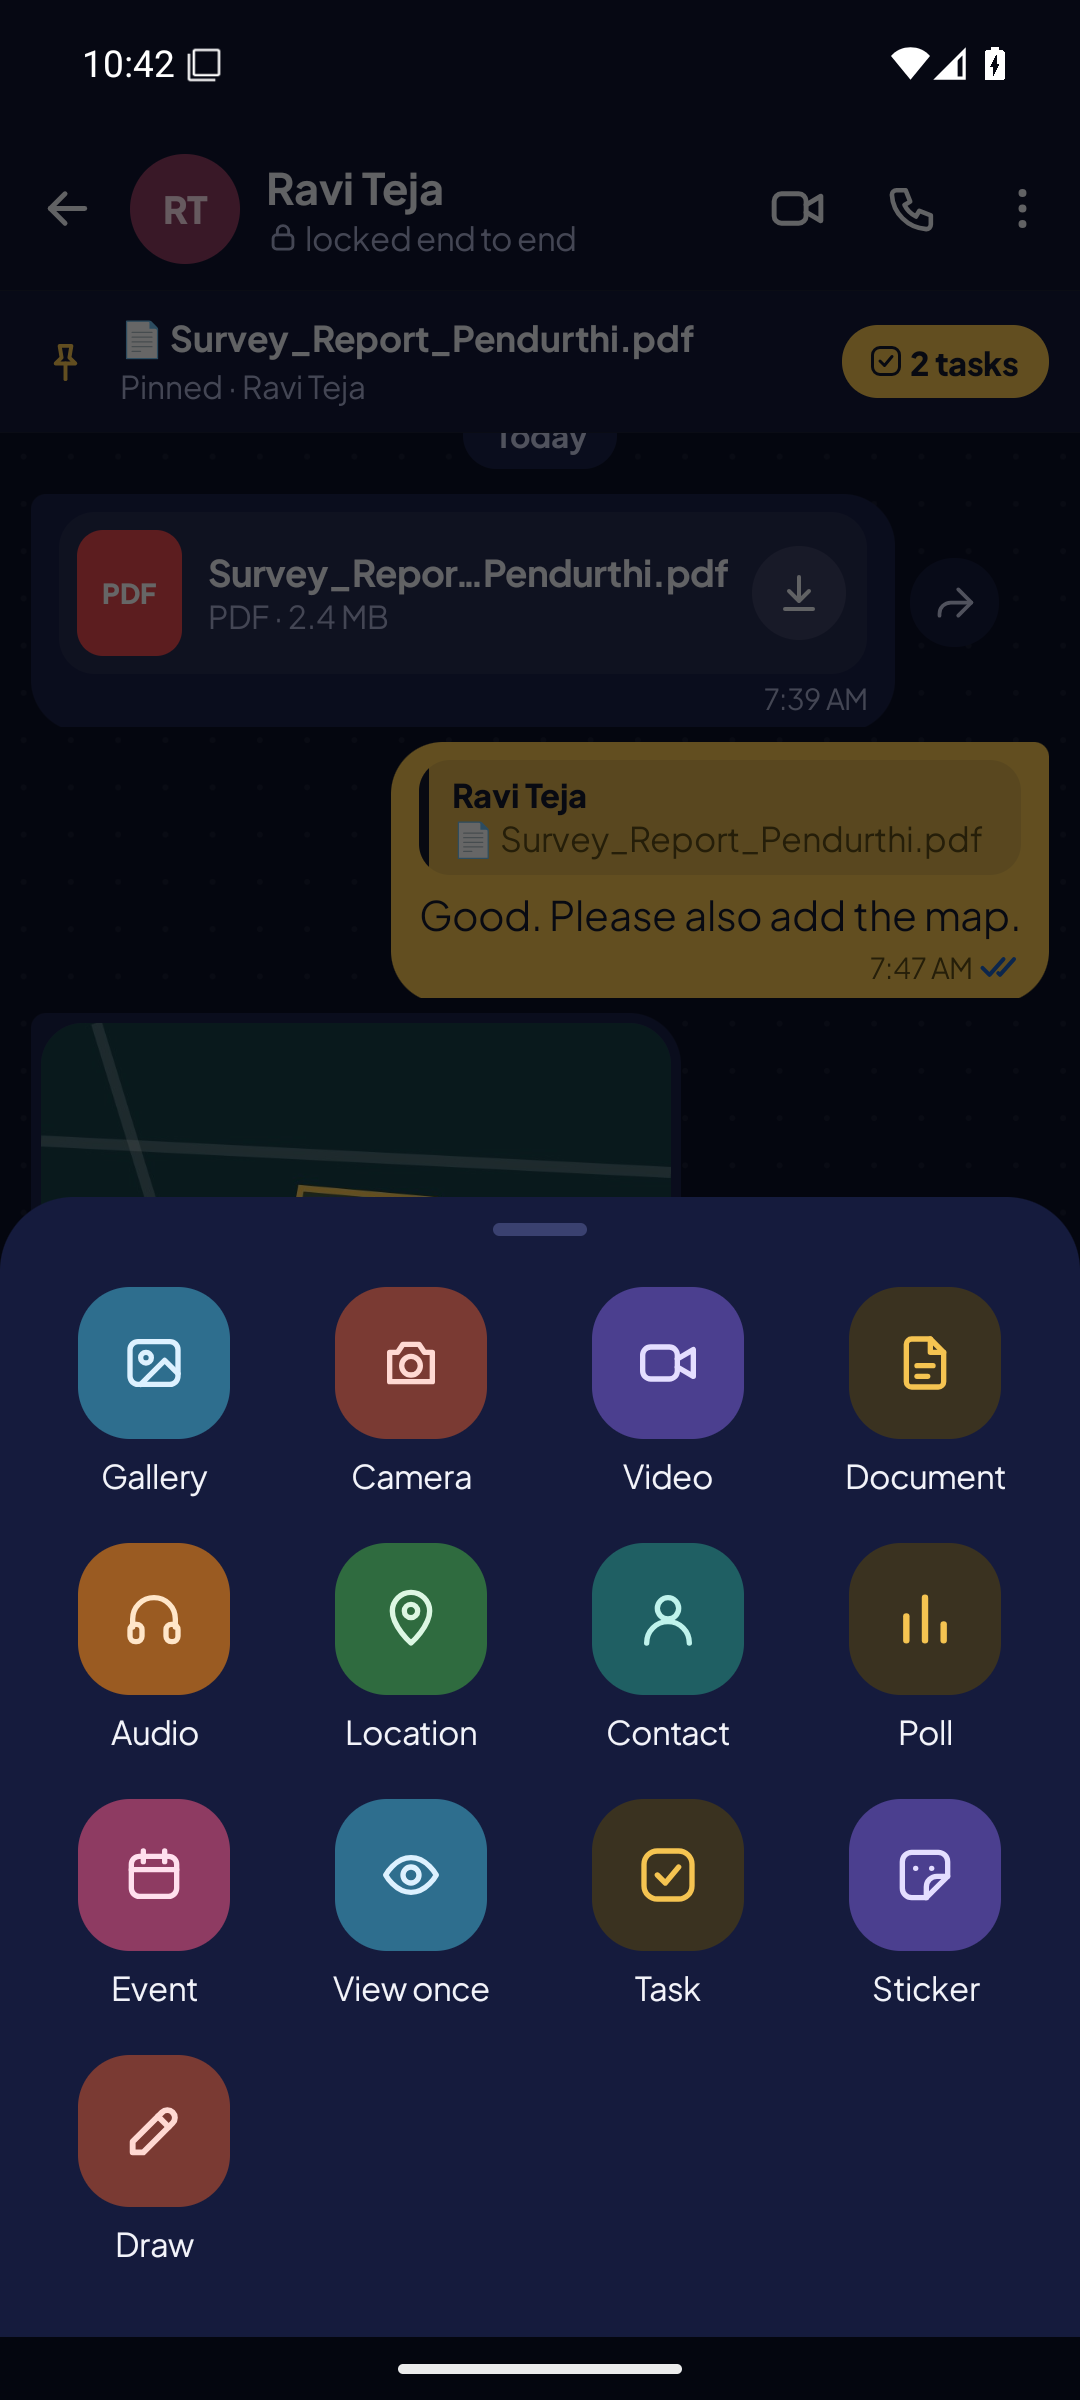 10:42
RT
Ravi Teja
locked end to end
Survey_Report_Pendurthi.pdf
Pinned · Ravi Teja
2 tasks
Today
PDF
Survey_Repor...Pendurthi.pdf
PDF · 2.4 MB
7:39 AM
Ravi Teja
Survey_Report_Pendurthi.pdf
Good. Please also add the map.
7:47 AM
Gallery
Camera
Video
Document
Audio
Location
Contact
Poll
Event
View once
Task
Sticker
Draw